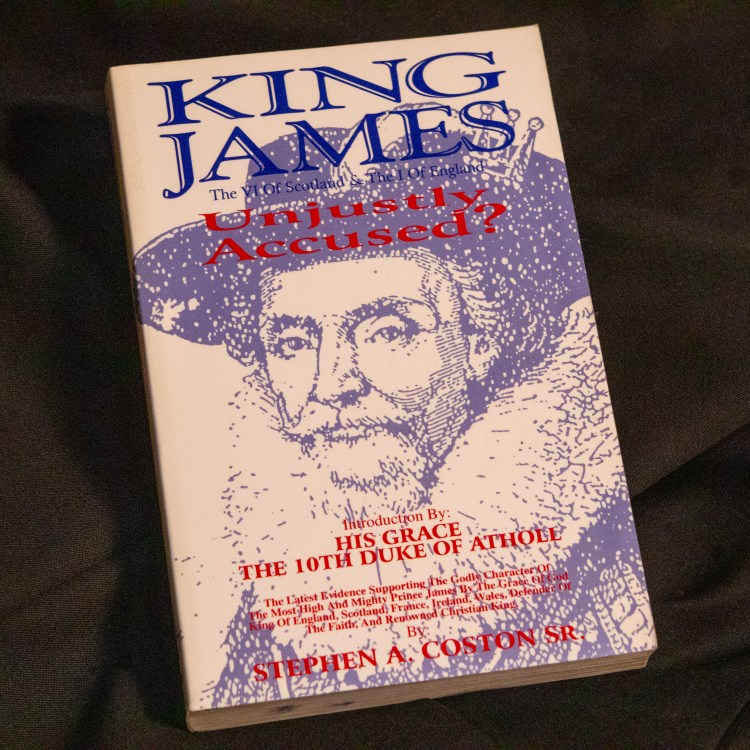 KING
JAMES
The VI Of Scotland & The I Of England
Unjustly
Accused?
Introduction By:
HIS GRACE
THE 10TH DUKE OF ATHOLL
The Latest Evidence Supporting The Godly Character Of
The Most High And Mighty Prince James By The Grace Of God
King Of England, Scotland, France, Ireland, Wales, Defender Of
The Faith, And Renowned Christian King.
By:
STEPHEN A. COSTON SR.